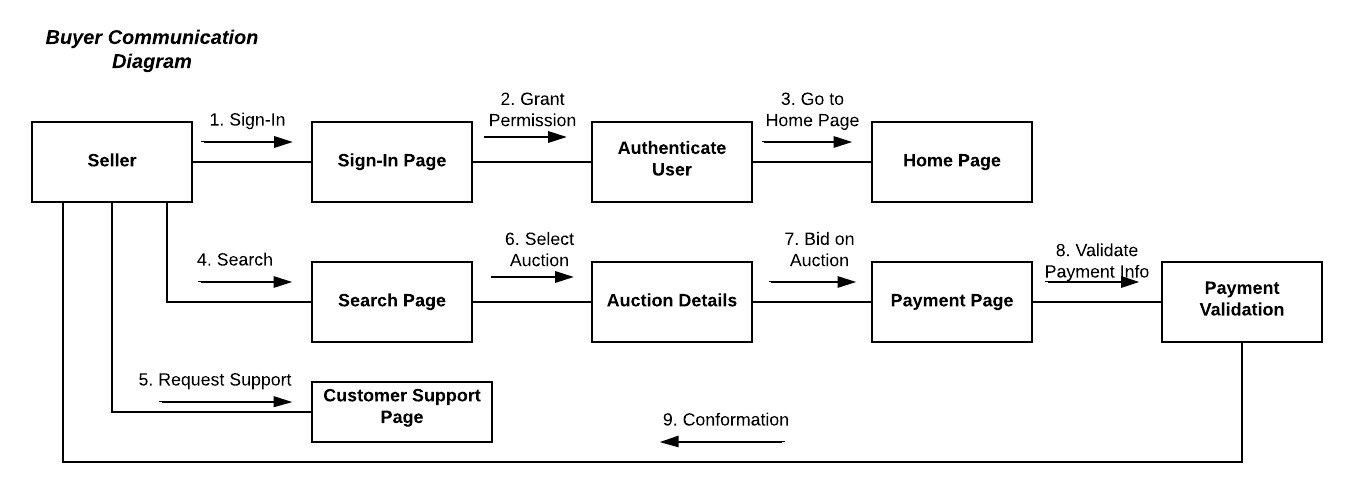 Buyer Communication
Diagram
1. Sign-In
2. Grant
Permission
3. Go to
Home Page
Seller
Sign-In Page
Authenticate
User
Home Page
4. Search
6. Select
Auction
7. Bid on
Auction
8. Validate
Payment Info
Search Page
Auction Details
Payment Page
Payment
Validation
5. Request Support
Customer Support
Page
9. Conformation